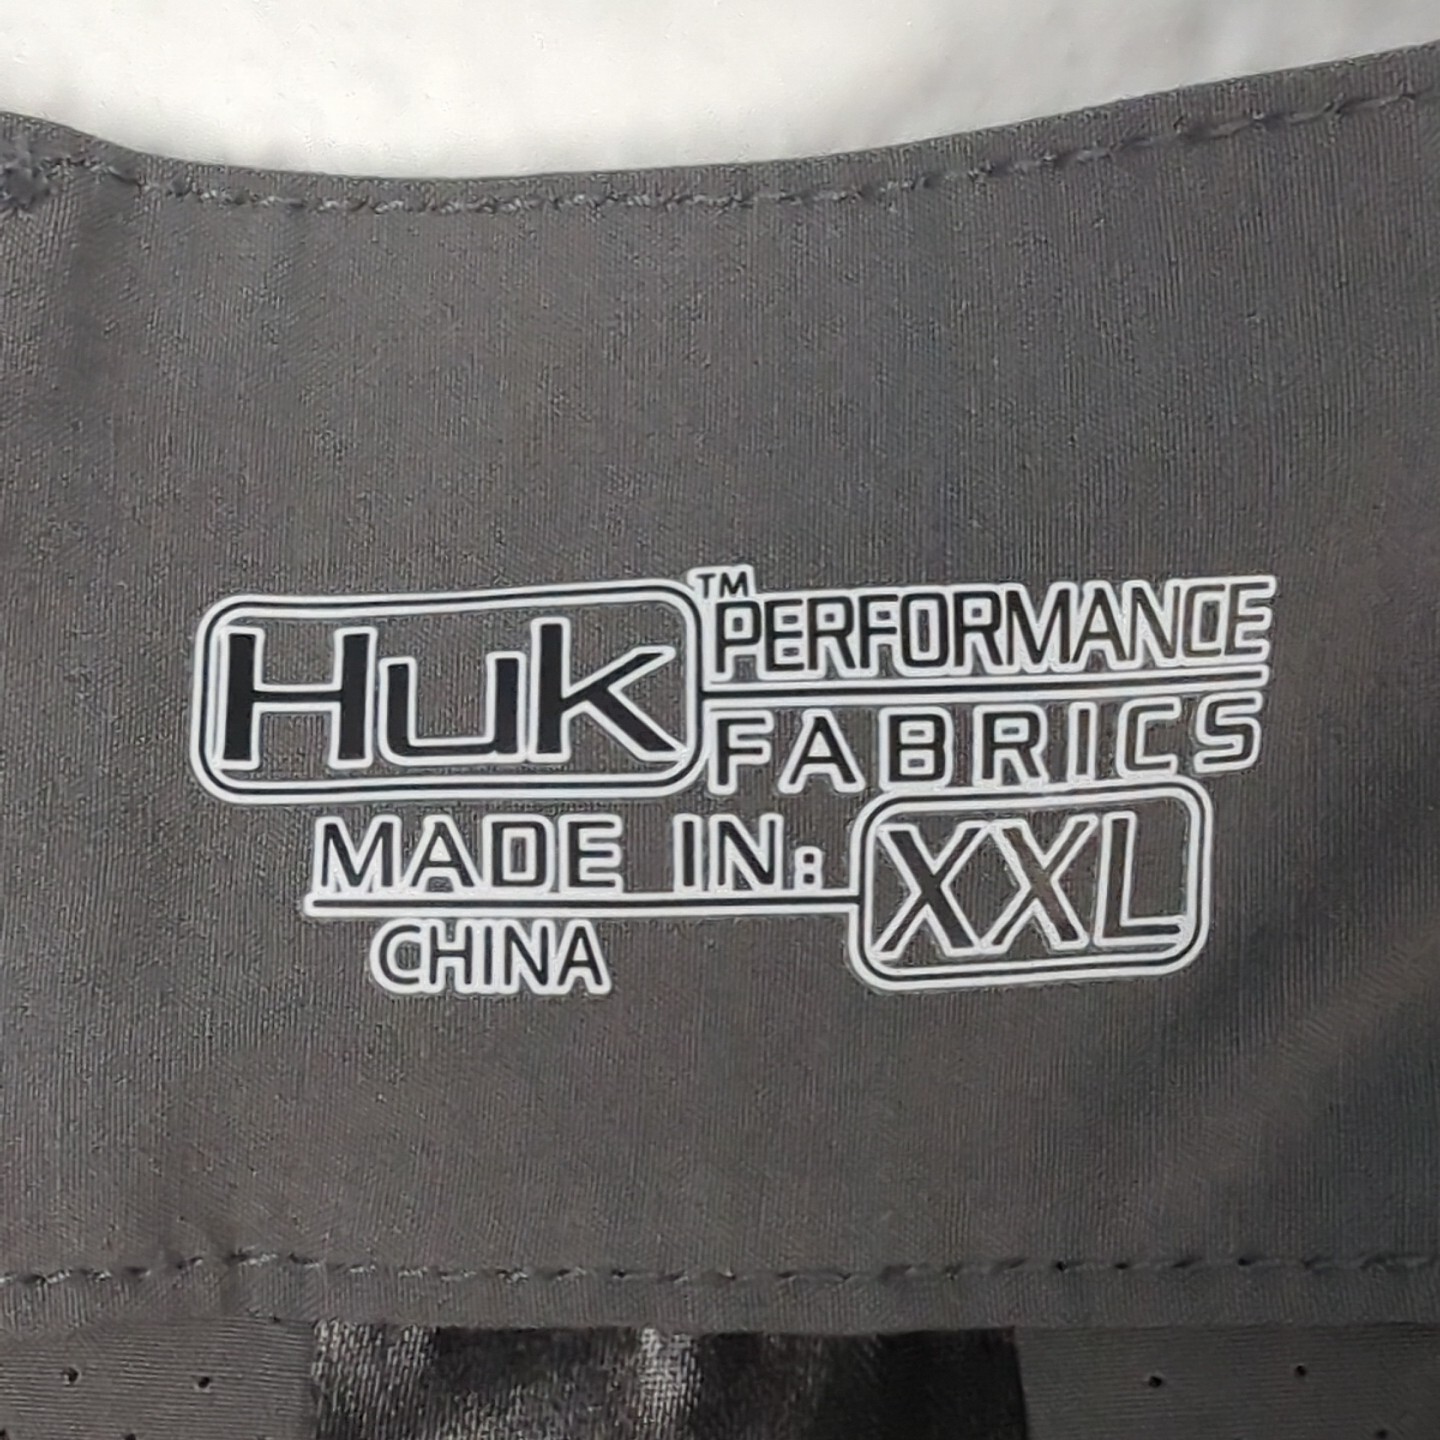 Huk™ PERFORMANCE
FABRICS
MADE IN: XXL
CHINA